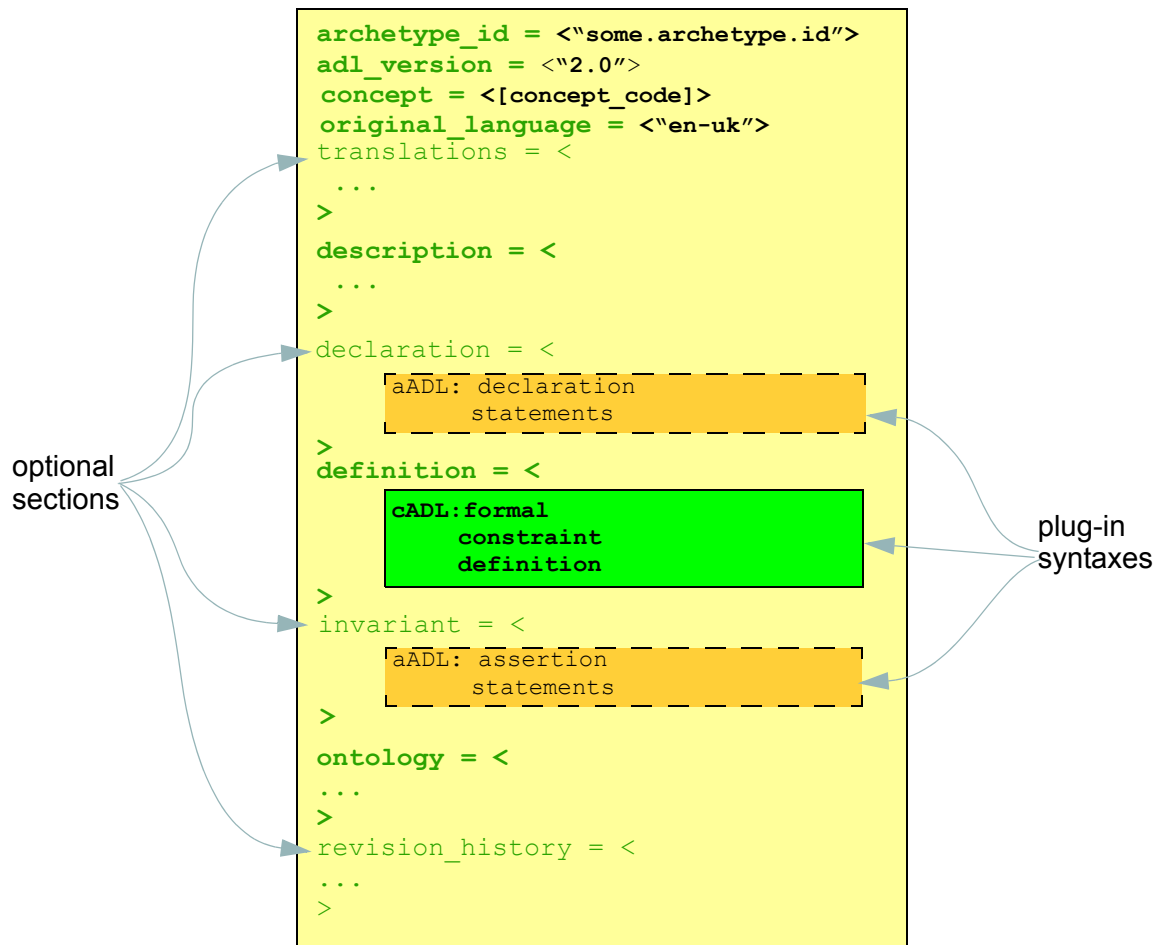 archetype_id = <“some.archetype.id”>
adl_version = <“2.0”>
concept = <[concept_code]>
original_language = <“en-uk”>
translations = <
...
>
description = <
...
>
declaration = <
aADL: declaration
statements
>
optional
sections
definition = <
cADL:formal
constraint
definition
plug-in
syntaxes
>
invariant = <
aADL: assertion
statements
>
ontology = <
...
>
revision_history = <
...
>